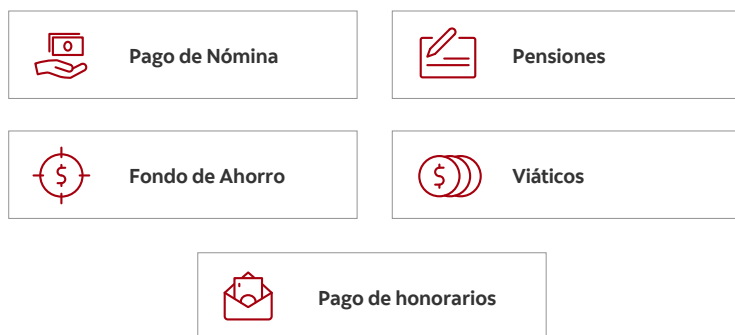 Pago de Nómina
Pensiones
Fondo de Ahorro
Viáticos
Pago de honorarios